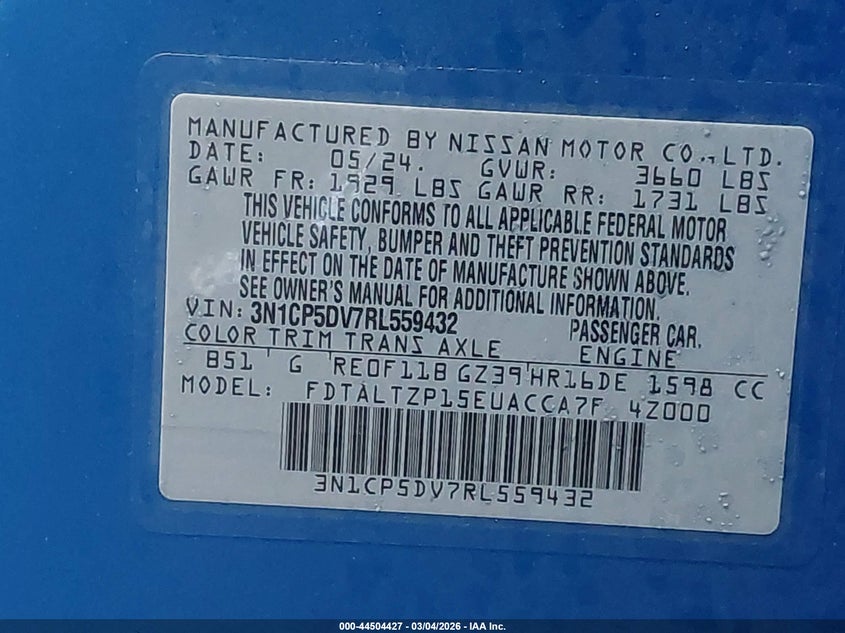 MANUFACTURED BY NISSAN MOTOR CO., LTD.
DATE: 05/24. GVWR: 3660 LBS
GAWR FR: 1929 LBS GAWR RR: 1731 LBS
THIS VEHICLE CONFORMS TO ALL APPLICABLE FEDERAL MOTOR
VEHICLE SAFETY, BUMPER AND THEFT PREVENTION STANDARDS
IN EFFECT ON THE DATE OF MANUFACTURE SHOWN ABOVE.
SEE OWNER'S MANUAL FOR ADDITIONAL INFORMATION.
VIN: 3N1CP5DV7RL559432 PASSENGER CAR.
COLOR TRIM TRANS AXLE ENGINE
B51 G RE0F11B GZ39 HR16DE 1598 CC
MODEL: FDTALTZP15EUACCA7F 4Z000
3N1CP5DV7RL559432
000-44504427 - 03/04/2026 - IAA Inc.